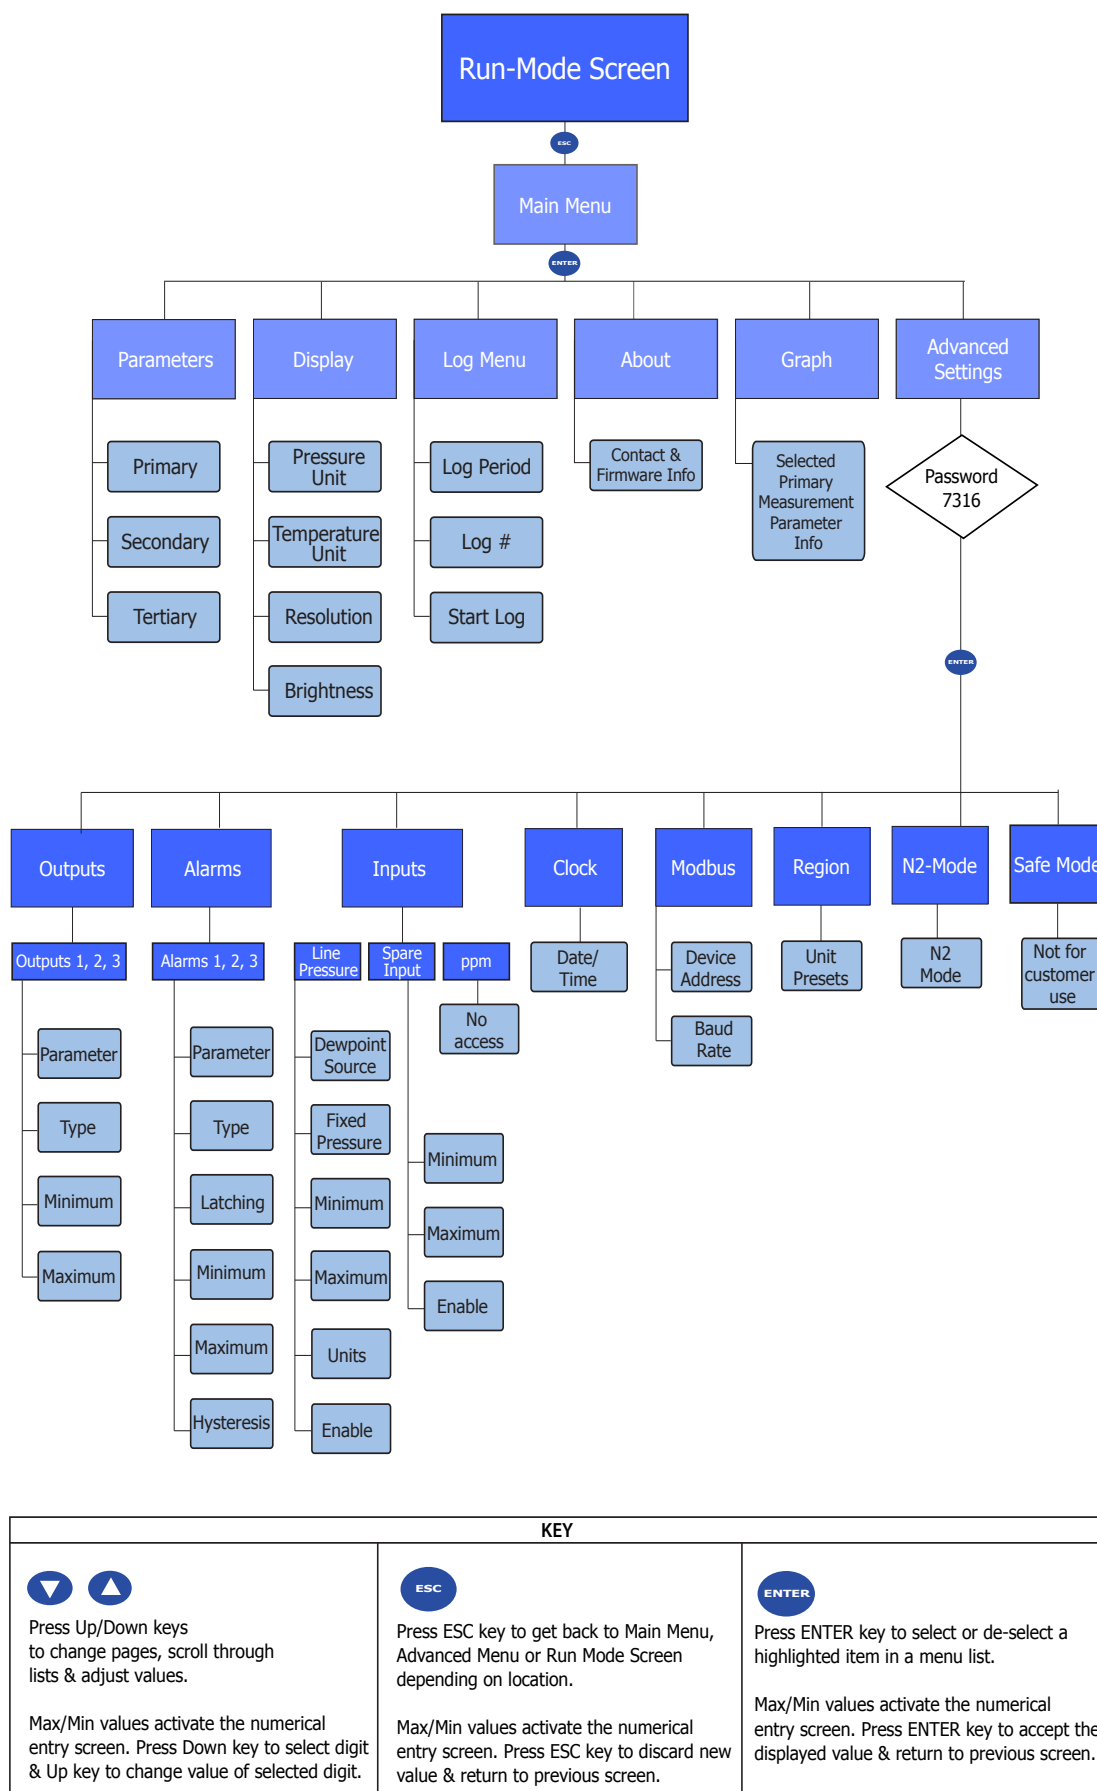 Run-Mode Screen
ESC
Main Menu
ENTER
Parameters
Display
Log Menu
About
Graph
Advanced
Settings
Primary
Secondary
Tertiary
Pressure
Unit
Temperature
Unit
Resolution
Brightness
Log Period
Log #
Start Log
Contact &
Firmware Info
Selected
Primary
Measurement
Parameter
Info
Password
7316
ENTER
Outputs
Alarms
Inputs
Clock
Modbus
Region
N2-Mode
Safe Mode
Outputs 1, 2, 3
Alarms 1, 2, 3
Line
Pressure
Spare
Input
ppm
Date/
Time
Device
Address
Baud
Rate
Unit
Presets
N2
Mode
Not for
customer
use
No
access
Parameter
Type
Minimum
Maximum
Parameter
Type
Latching
Minimum
Maximum
Hysteresis
Dewpoint
Source
Fixed
Pressure
Minimum
Maximum
Units
Enable
Minimum
Maximum
Enable
KEY
Press Up/Down keys
to change pages, scroll through
lists & adjust values.
Max/Min values activate the numerical
entry screen. Press Down key to select digit
& Up key to change value of selected digit.
ESC
Press ESC key to get back to Main Menu,
Advanced Menu or Run Mode Screen
depending on location.
Max/Min values activate the numerical
entry screen. Press ESC key to discard new
value & return to previous screen.
ENTER
Press ENTER key to select or de-select a
highlighted item in a menu list.
Max/Min values activate the numerical
entry screen. Press ENTER key to accept the
displayed value & return to previous screen.